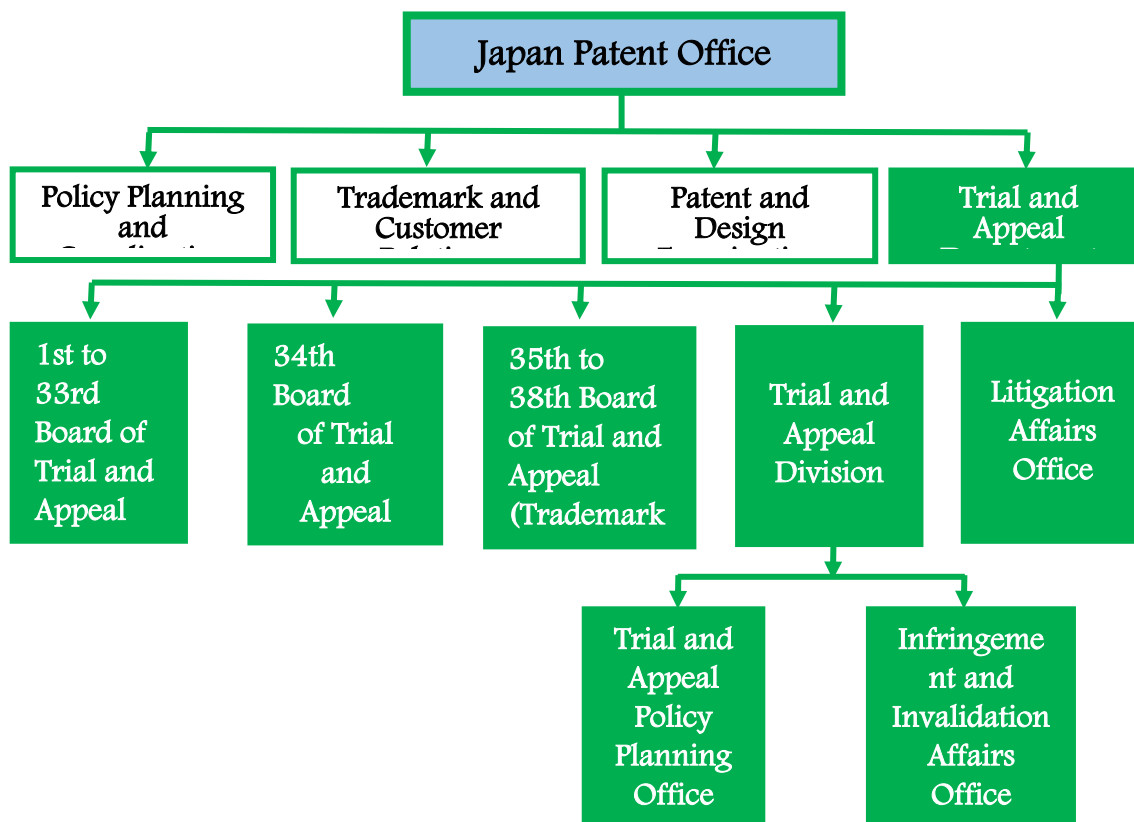 Japan Patent Office
Policy Planning
and
Trademark and
Customer
Patent and
Design
Trial and
Appeal
1st to
33rd
Board of
Trial and
Appeal
34th
Board
of Trial
and
Appeal
35th to
38th Board
of Trial and
Appeal
(Trademark
Trial and
Appeal
Division
Litigation
Affairs
Office
Trial and
Appeal
Policy
Planning
Office
Infringeme
nt and
Invalidation
Affairs
Office